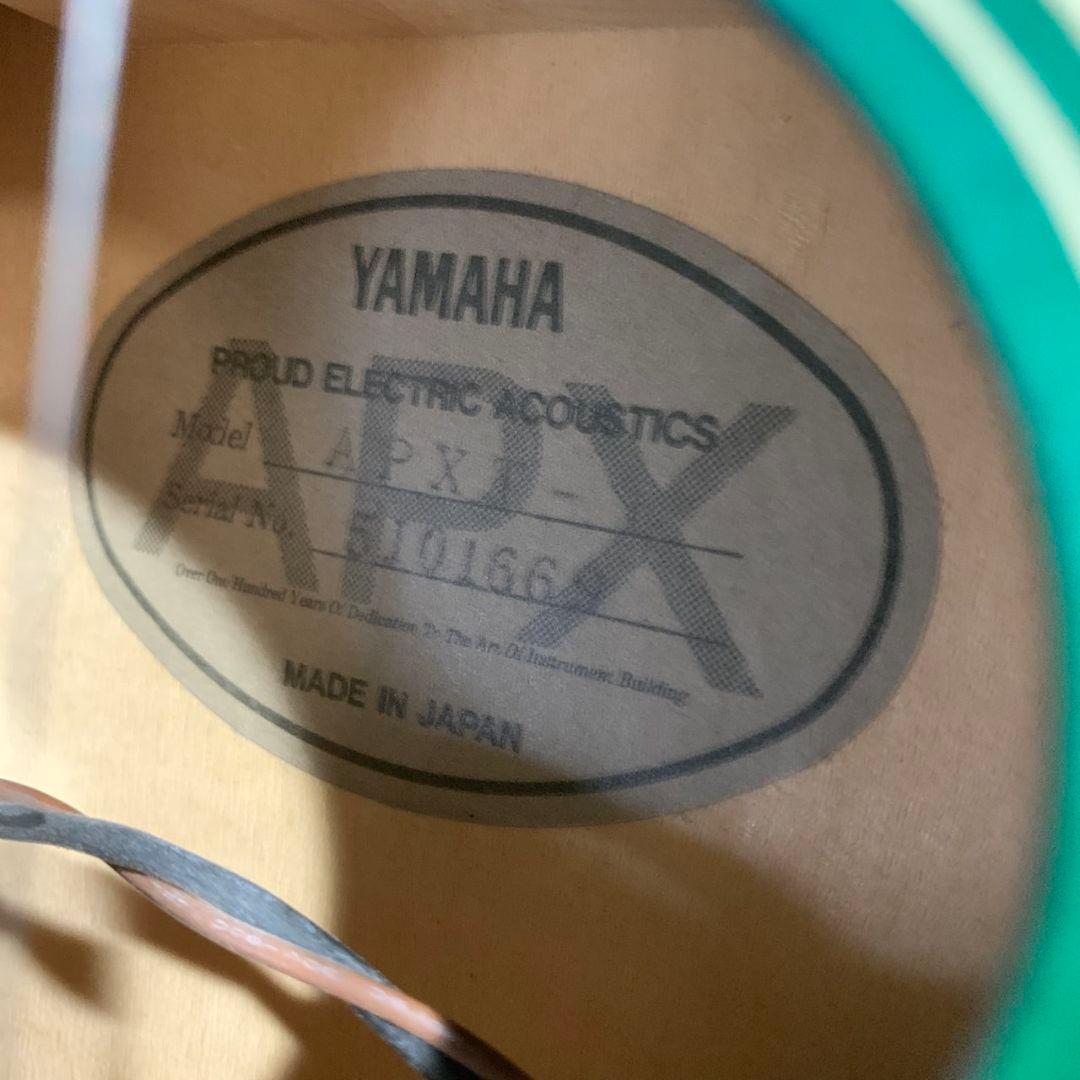 YAMAHA
APX
PROUD ELECTRIC ACOUSTICS
Model
Serial No.
Over One Hundred Years Of Dedication To The Art Of Instrument Building
MADE IN JAPAN